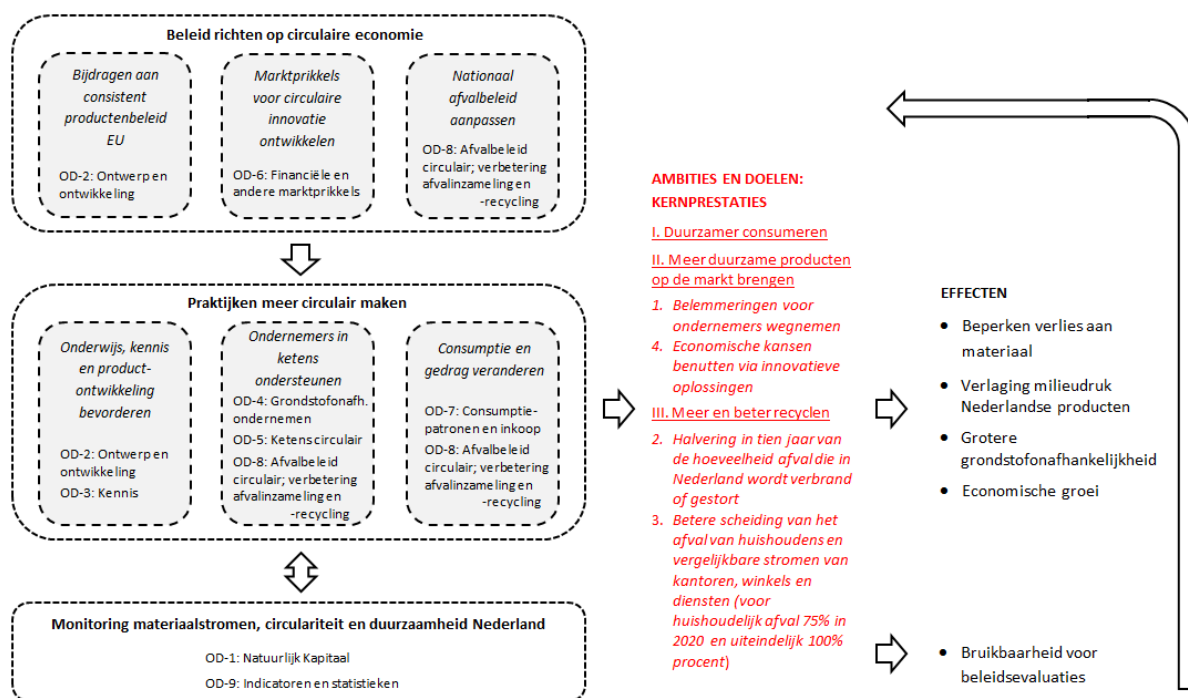 Beleid richten op circulaire economie
Bijdragen aan
consistent
productenbeleid
EU
OD-2: Ontwerp en
ontwikkeling
Marktprikkels
voor circulaire
innovatie
ontwikkelen
OD-6: Financiële en
andere marktprikkels
Nationaal
afvalbeleid
aanpassen
OD-8: Afvalbeleid
circulair; verbetering
afvalinzameling en
-recycling
Praktijken meer circulair maken
Onderwijs, kennis
en product-
ontwikkeling
bevorderen
OD-2: Ontwerp en
ontwikkeling
OD-3: Kennis
Ondernemers in
ketens
ondersteunen
OD-4: Grondstofonafh.
ondernemen
OD-5: Ketens circulair
OD-8: Afvalbeleid
circulair; verbetering
afvalinzameling en
-recycling
Consumptie en
gedrag veranderen
OD-7: Consumptie-
patronen en inkoop
OD-8: Afvalbeleid
circulair; verbetering
afvalinzameling en
-recycling
Monitoring materiaalstromen, circulariteit en duurzaamheid Nederland
OD-1: Natuurlijk Kapitaal
OD-9: Indicatoren en statistieken
AMBITIES EN DOELEN:
KERNPRESTATIES
I. Duurzamer consumeren
II. Meer duurzame producten
op de markt brengen
1. Belemmeringen voor
ondernemers wegnemen
4. Economische kansen
benutten via innovatieve
oplossingen
III. Meer en beter recyclen
2. Halvering in tien jaar van
de hoeveelheid afval die in
Nederland wordt verbrand
of gestort
3. Betere scheiding van het
afval van huishoudens en
vergelijkbare stromen van
kantoren, winkels en
diensten (voor
huishoudelijk afval 75% in
2020 en uiteindelijk 100%
procent)
EFFECTEN
• Beperken verlies aan
materiaal
• Verlaging milieudruk
Nederlandse producten
• Grotere
grondstofonafhankelijkheid
• Economische groei
• Bruikbaarheid voor
beleidsevaluaties